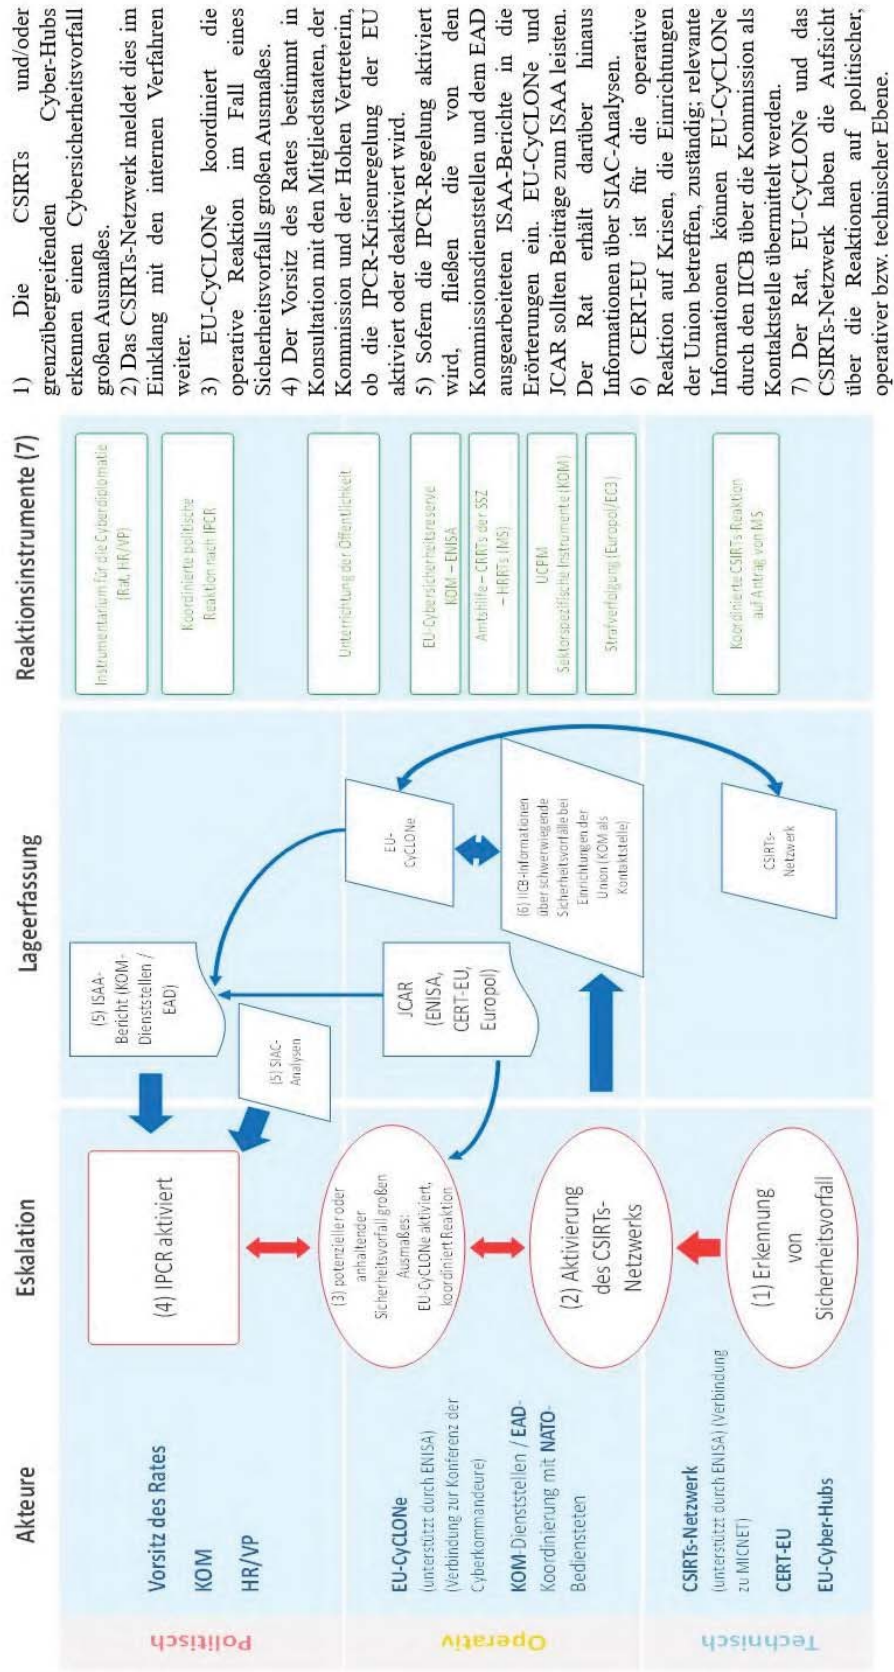 Akteure
Eskalation
Lageerfassung
Reaktionsinstrumente (7)
Politisch
Vorsitz des Rates
KOM
HR/VP
(4) IPCR aktiviert
(5) ISAA-
Bericht (KOM-
Dienststellen /
EAD)
(5) SIAC-
Analysen
Instrumentarium für die Cyberdiplomatie
(Rat, HR/VP)
Koordinierte politische
Reaktion nach IPCR
Unterrichtung der Öffentlichkeit
Operativ
EU-CyCLONe
(unterstützt durch ENISA)
(Verbindung zur Konferenz der
Cyberkommandeure)
KOM-Dienststellen / EAD-
Koordinierung mit NATO-
Bediensteten
(3) potenzieller oder
anhaltender
Sicherheitsvorfall großen
Ausmaßes:
EU-CyCLONe aktiviert,
koordiniert Reaktion
(2) Aktivierung
des CSIRTs-
Netzwerks
JCAR
(ENISA,
CERT-EU,
Europol)
EU-
CyCLONe
(6) IICB-Informationen
über schwerwiegende
Sicherheitsvorfälle bei
Einrichtungen der
Union (KOM als
Kontaktstelle)
EU-Cybersicherheitsreserve
KOM – ENISA
Amtshilfe – CRRTs der SSZ
– HRRTs (MS)
UCPM
Sektorspezifische Instrumente (KOM)
Strafverfolgung (Europol/EC3)
Technisch
CSIRTs-Netzwerk
(unterstützt durch ENISA) (Verbindung
zu MICNET)
CERT-EU
EU-Cyber-Hubs
(1) Erkennung
von
Sicherheitsvorfall
CSIRTs-
Netzwerk
Koordinierte CSIRTs-Reaktion
auf Antrag von MS
1) Die CSIRTs und/oder
grenzübergreifenden Cyber-Hubs
erkennen einen Cybersicherheitsvorfall
großen Ausmaßes.
2) Das CSIRTs-Netzwerk meldet dies im
Einklang mit den internen Verfahren
weiter.
3) EU-CyCLONe koordiniert die
operative Reaktion im Fall eines
Sicherheitsvorfalls großen Ausmaßes.
4) Der Vorsitz des Rates bestimmt in
Konsultation mit den Mitgliedstaaten, der
Kommission und der Hohen Vertreterin,
ob die IPCR-Krisenregelung der EU
aktiviert oder deaktiviert wird.
5) Sofern die IPCR-Regelung aktiviert
wird, fließen die von den
Kommissionsdienststellen und dem EAD
ausgearbeiteten ISAA-Berichte in die
Erörterungen ein. EU-CyCLONe und
JCAR sollten Beiträge zum ISAA leisten.
Der Rat erhält darüber hinaus
Informationen über SIAC-Analysen.
6) CERT-EU ist für die operative
Reaktion auf Krisen, die Einrichtungen
der Union betreffen, zuständig; relevante
Informationen können EU-CyCLONe
durch den IICB über die Kommission als
Kontaktstelle übermittelt werden.
7) Der Rat, EU-CyCLONe und das
CSIRTs-Netzwerk haben die Aufsicht
über die Reaktionen auf politischer,
operativer bzw. technischer Ebene.